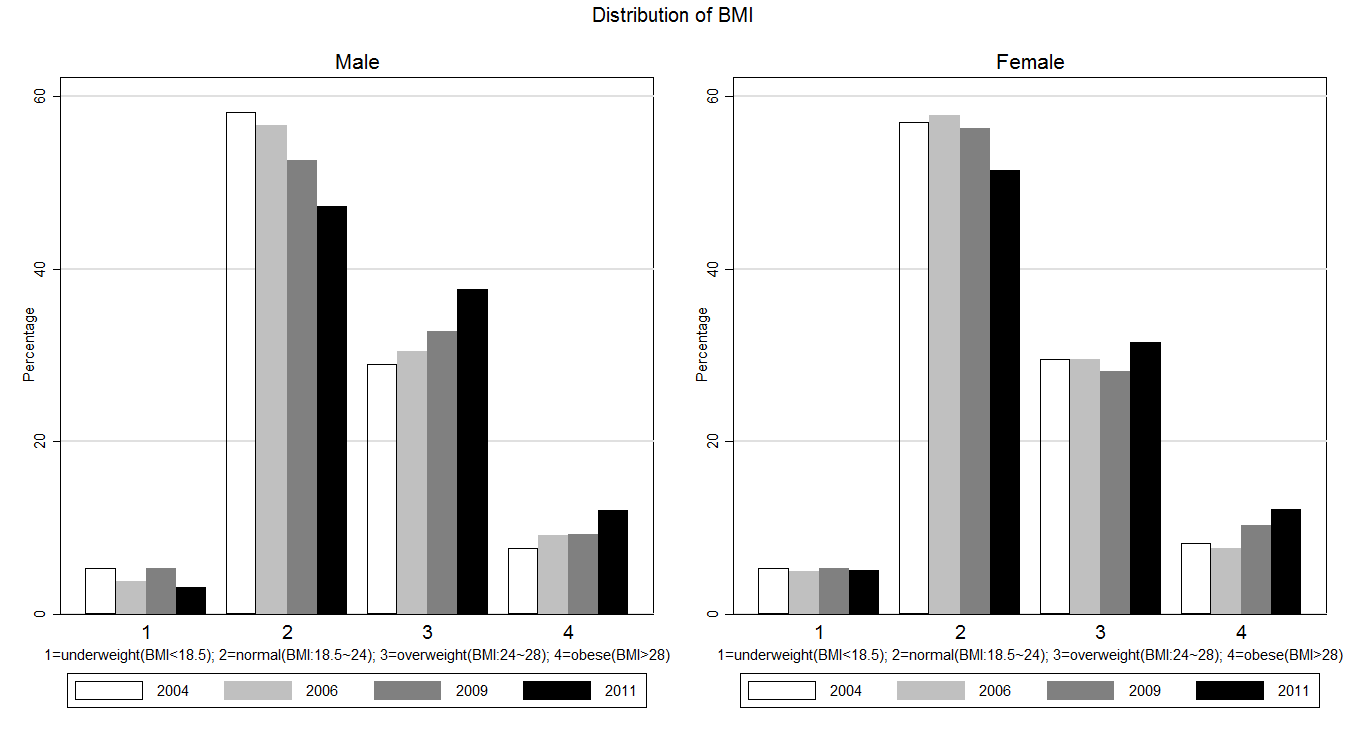 Distribution of BMI
Male
Percentage
60
40
20
0
1 2 3 4
1=underweight(BMI<18.5); 2=normal(BMI:18.5~24); 3=overweight(BMI:24~28); 4=obese(BMI>28)
2004 2006 2009 2011
Female
Percentage
60
40
20
0
1 2 3 4
1=underweight(BMI<18.5); 2=normal(BMI:18.5~24); 3=overweight(BMI:24~28); 4=obese(BMI>28)
2004 2006 2009 2011